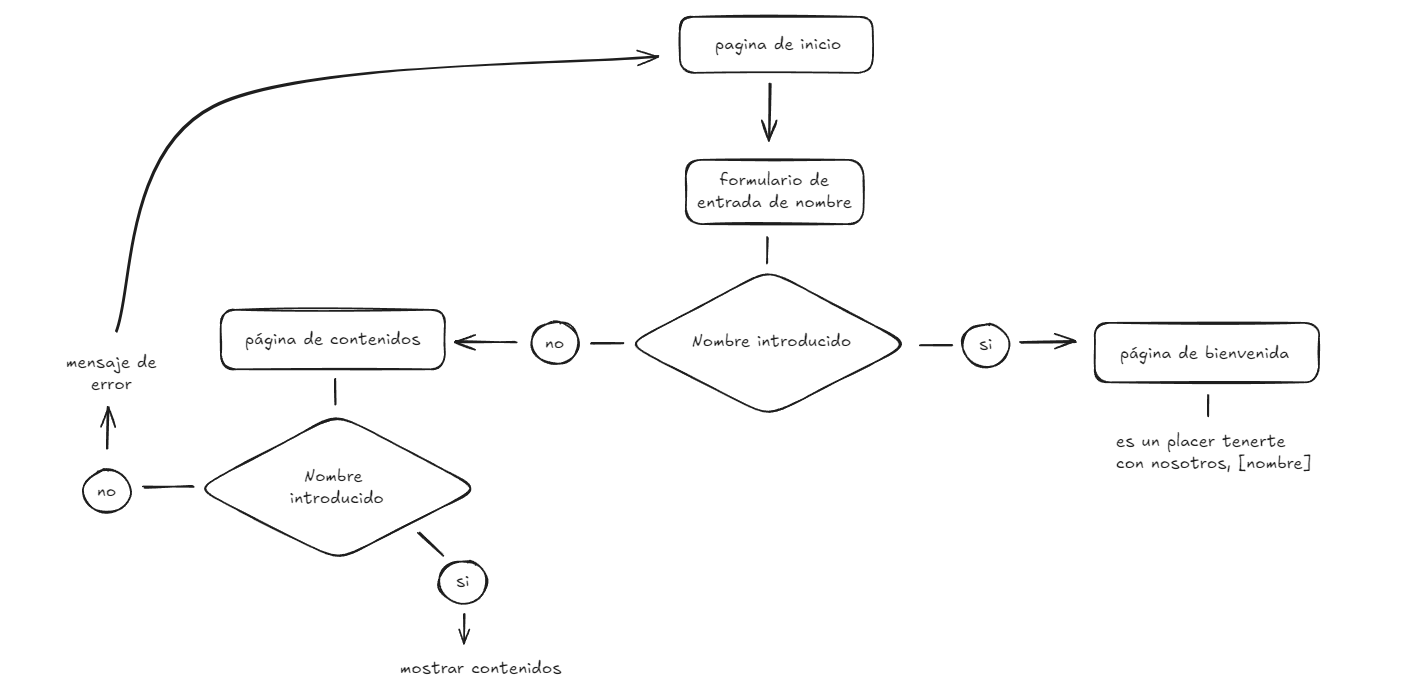 pagina de inicio
formulario de
entrada de nombre
Nombre introducido
no
si
página de contenidos
página de bienvenida
mensaje de
error
es un placer tenerte
con nosotros, [nombre]
Nombre
introducido
no
si
mostrar contenidos